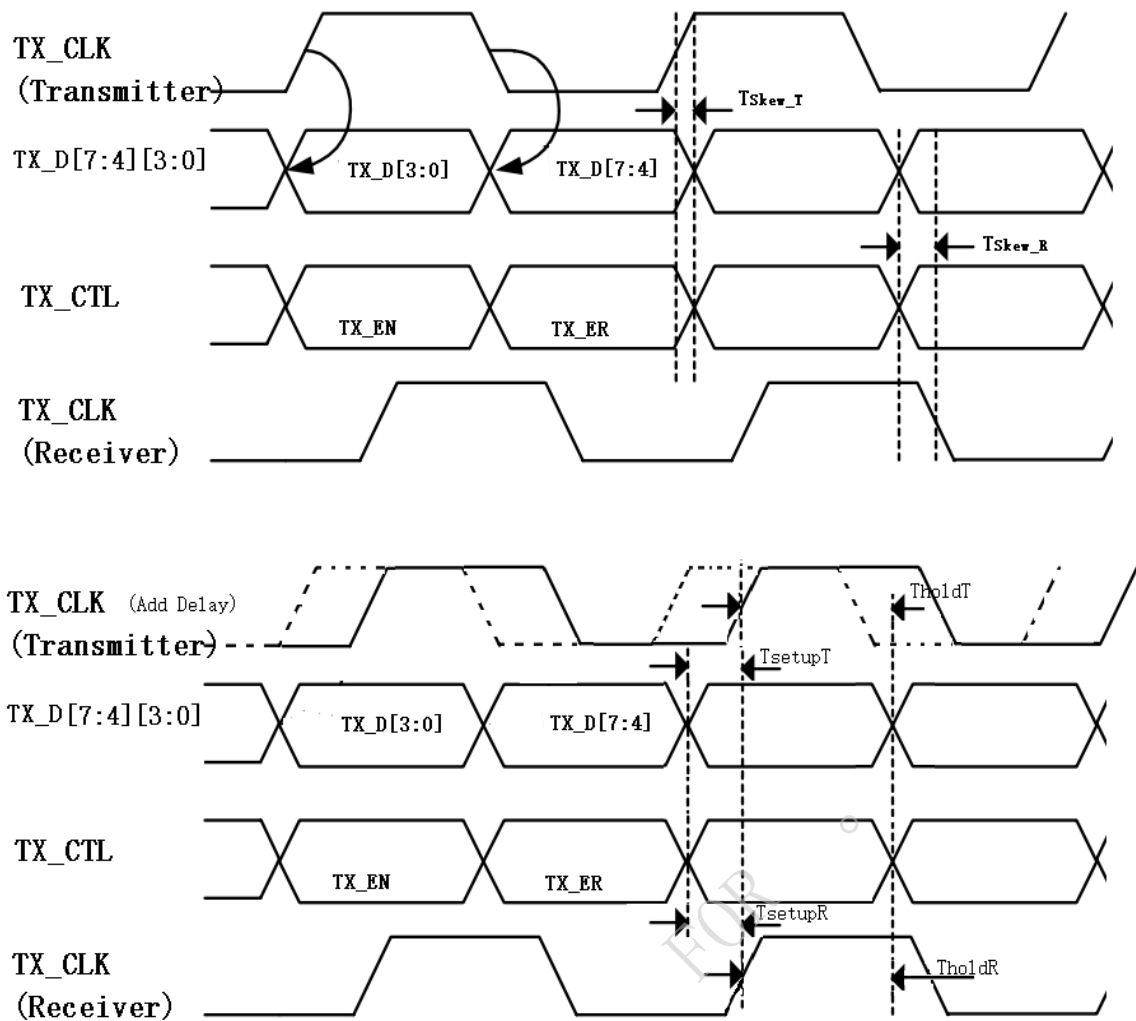 TX_CLK
(Transmitter)
Tskew_T
TX_D[7:4][3:0]
TX_D[3:0]
TX_D[7:4]
Tskew_R
TX_CTL
TX_EN
TX_ER
TX_CLK
(Receiver)
TX_CLK (Add Delay)
(Transmitter)
TholdT
TsetupT
TX_D[7:4][3:0]
TX_D[3:0]
TX_D[7:4]
TX_CTL
TX_EN
TX_ER
FOR
TsetupR
TX_CLK
(Receiver)
TholdR